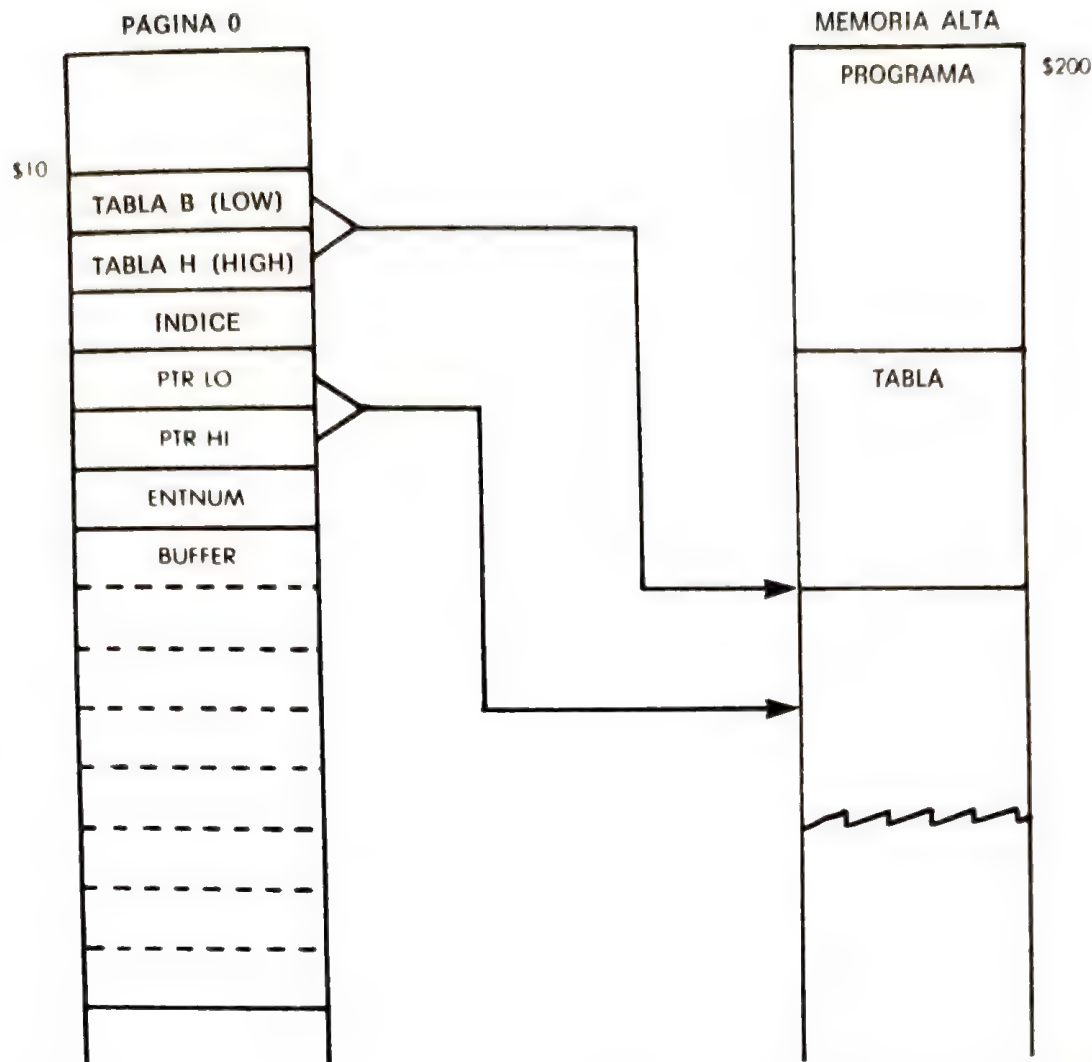 PAGINA 0
$10
TABLA B (LOW)
TABLA H (HIGH)
INDICE
PTR LO
PTR HI
ENTNUM
BUFFER
MEMORIA ALTA
$200
PROGRAMA
TABLA